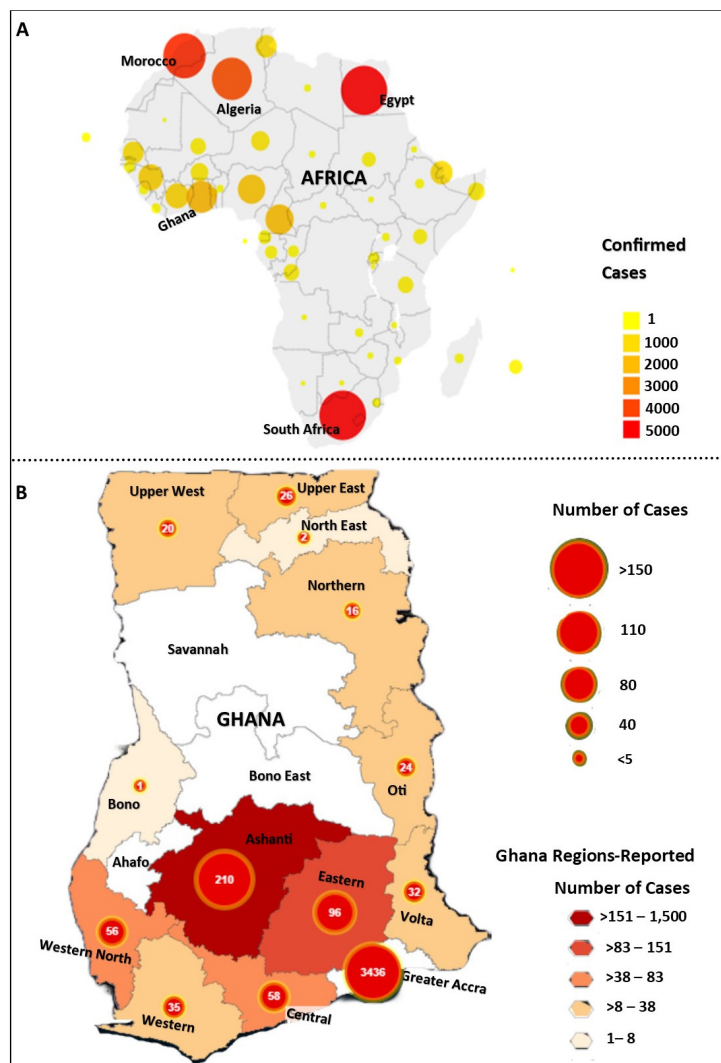 A
Morocco
Algeria
Egypt
AFRICA
Ghana
South Africa
Confirmed
Cases
1
1000
2000
3000
4000
5000
B
Upper West
20
Upper East
26
North East
2
Northern
16
Savannah
GHANA
Bono East
Oti
24
Bono
1
Ahafo
Ashanti
210
Eastern
96
Volta
32
Western North
56
Western
35
Central
58
Greater Accra
3436
Number of Cases
>150
110
80
40
<5
Ghana Regions-Reported
Number of Cases
>151 – 1,500
>83 – 151
>38 – 83
>8 – 38
1– 8